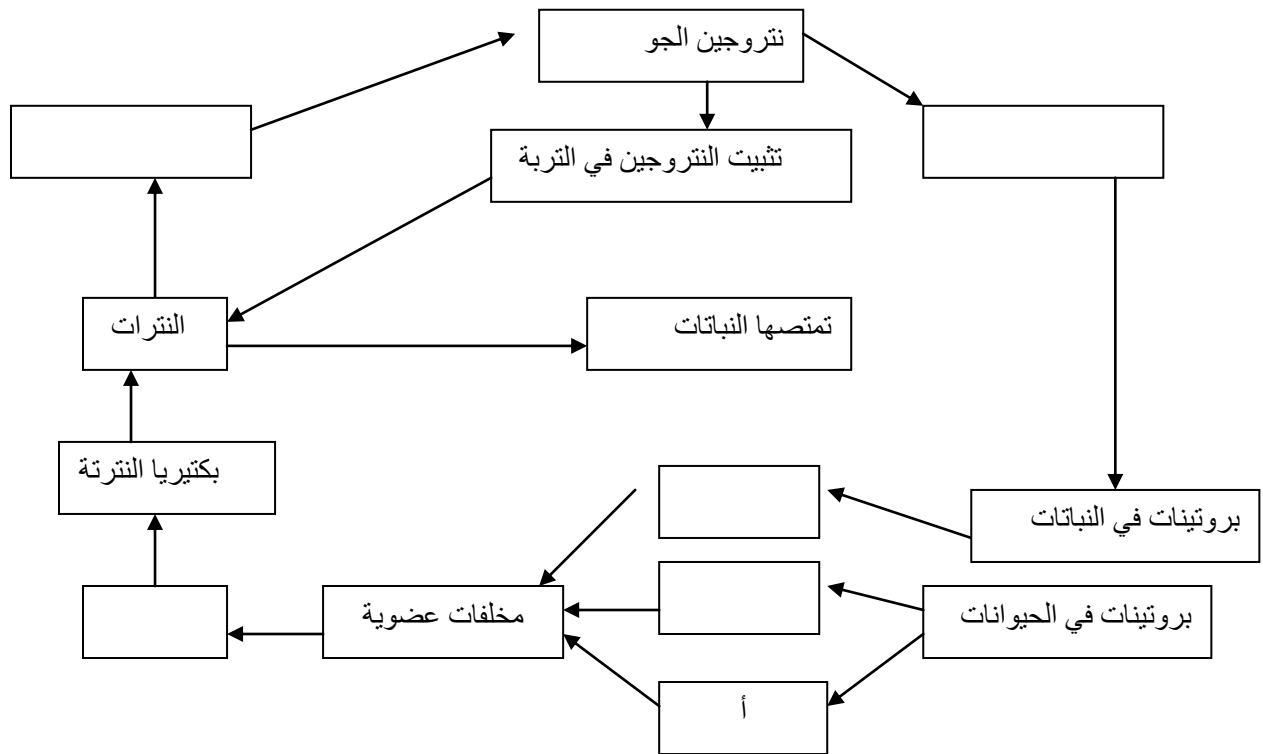 نتروجين الجو
تثبيت النتروجين في التربة
النترات
تمتصها النباتات
بكتيريا النترتة
بروتينات في النباتات
مخلفات عضوية
بروتينات في الحيوانات
أ